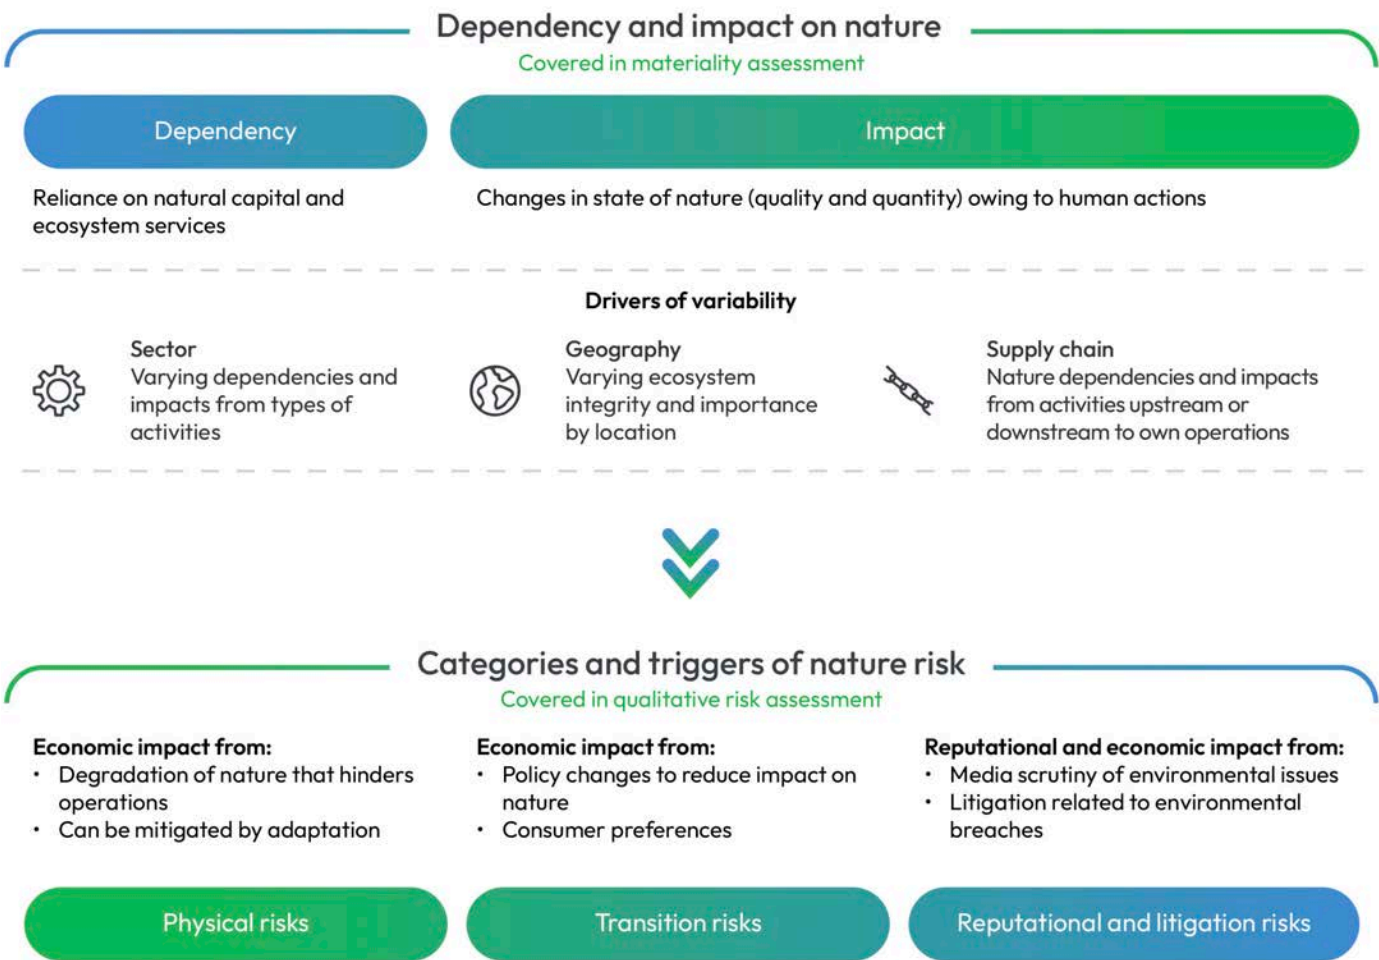 Dependency and impact on nature
Covered in materiality assessment
Dependency
Impact
Reliance on natural capital and
ecosystem services
Changes in state of nature (quality and quantity) owing to human actions
Drivers of variability
Sector
Varying dependencies and
impacts from types of
activities
Geography
Varying ecosystem
integrity and importance
by location
Supply chain
Nature dependencies and impacts
from activities upstream or
downstream to own operations
Categories and triggers of nature risk
Covered in qualitative risk assessment
Economic impact from:
• Degradation of nature that hinders
operations
• Can be mitigated by adaptation
Economic impact from:
• Policy changes to reduce impact on
nature
• Consumer preferences
Reputational and economic impact from:
• Media scrutiny of environmental issues
• Litigation related to environmental
breaches
Physical risks
Transition risks
Reputational and litigation risks